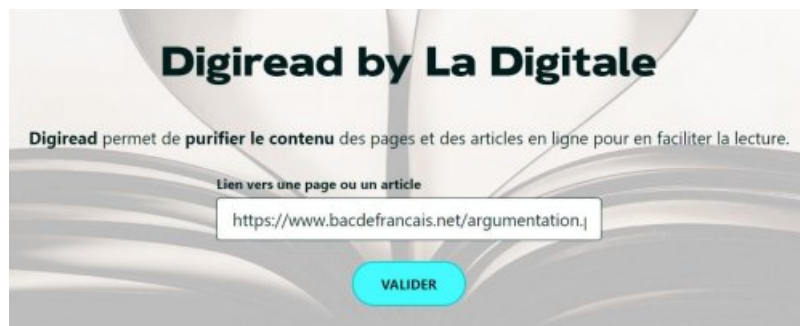 Digiread by La Digitale
Digiread permet de purifier le contenu des pages et des articles en ligne pour en faciliter la lecture.
Lien vers une page ou un article
https://www.bacdefrancais.net/argumentation.
VALIDER